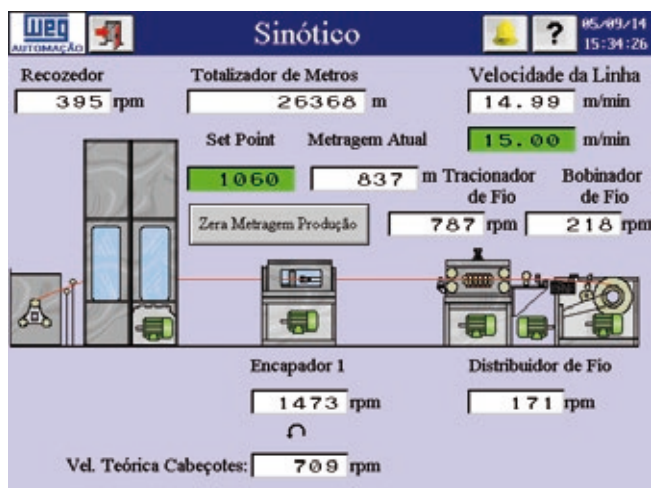 WEG
AUTOMAÇÃO
Sinótico
?
05/09/14
15:34:26
Recozedor
395 rpm
Totalizador de Metros
26368 m
Velocidade da Linha
14.99 m/min
15.00 m/min
Set Point
1060
Metragem Atual
837 m
Zera Metragem Produção
Tracionador
de Fio
787 rpm
Bobinador
de Fio
218 rpm
Encapador 1
1473 rpm
Distribuidor de Fio
171 rpm
Vel. Teórica Cabeçotes: 709 rpm